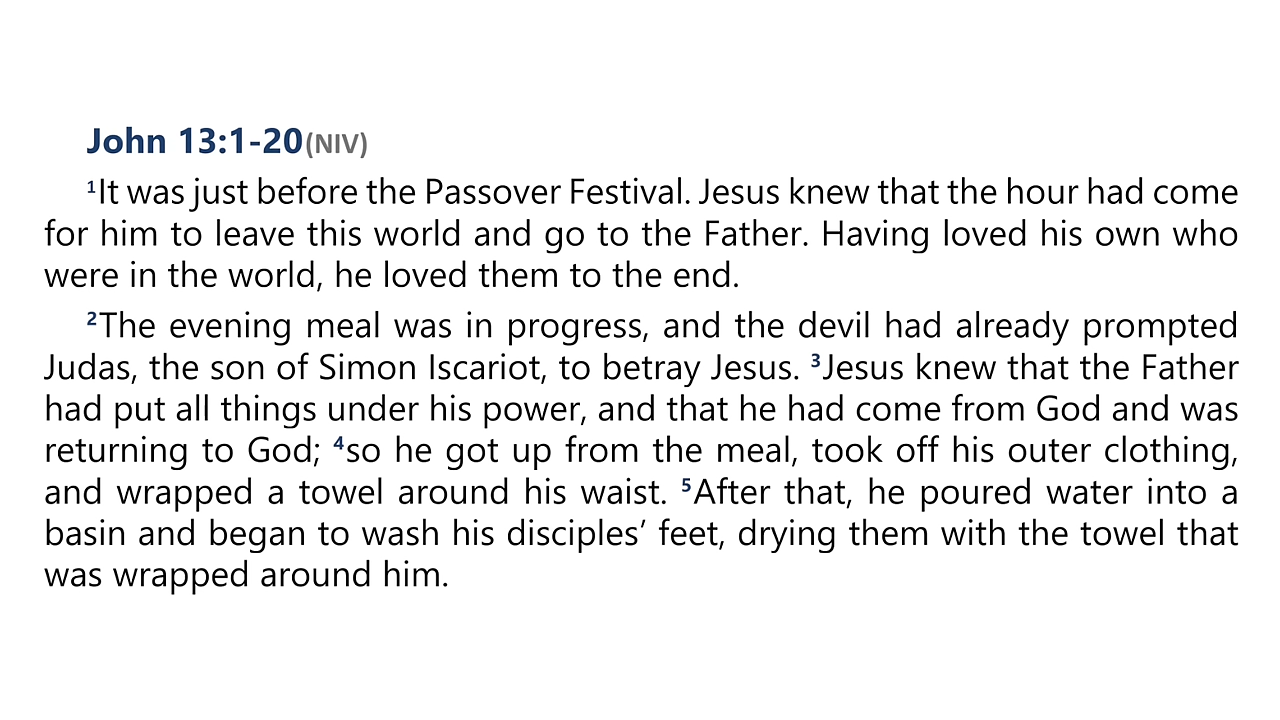 John 13:1-20(NIV)
¹It was just before the Passover Festival. Jesus knew that the hour had come
for him to leave this world and go to the Father. Having loved his own who
were in the world, he loved them to the end.
²The evening meal was in progress, and the devil had already prompted
Judas, the son of Simon Iscariot, to betray Jesus. ³Jesus knew that the Father
had put all things under his power, and that he had come from God and was
returning to God; ⁴so he got up from the meal, took off his outer clothing,
and wrapped a towel around his waist. ⁵After that, he poured water into a
basin and began to wash his disciples’ feet, drying them with the towel that
was wrapped around him.